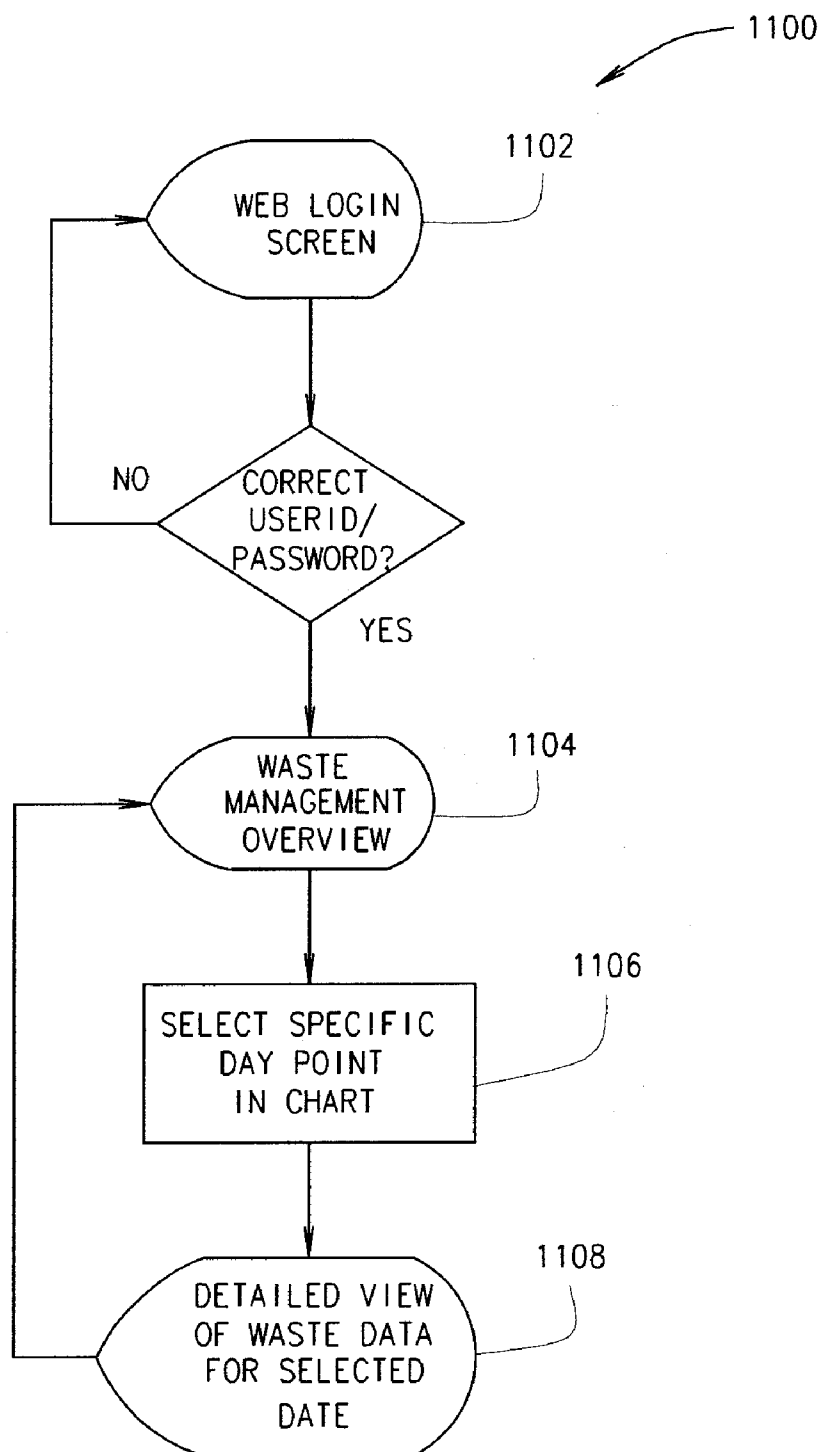 1100
1102
WEB LOGIN
SCREEN
NO
CORRECT
USERID/
PASSWORD?
YES
1104
WASTE
MANAGEMENT
OVERVIEW
1106
SELECT SPECIFIC
DAY POINT
IN CHART
1108
DETAILED VIEW
OF WASTE DATA
FOR SELECTED
DATE